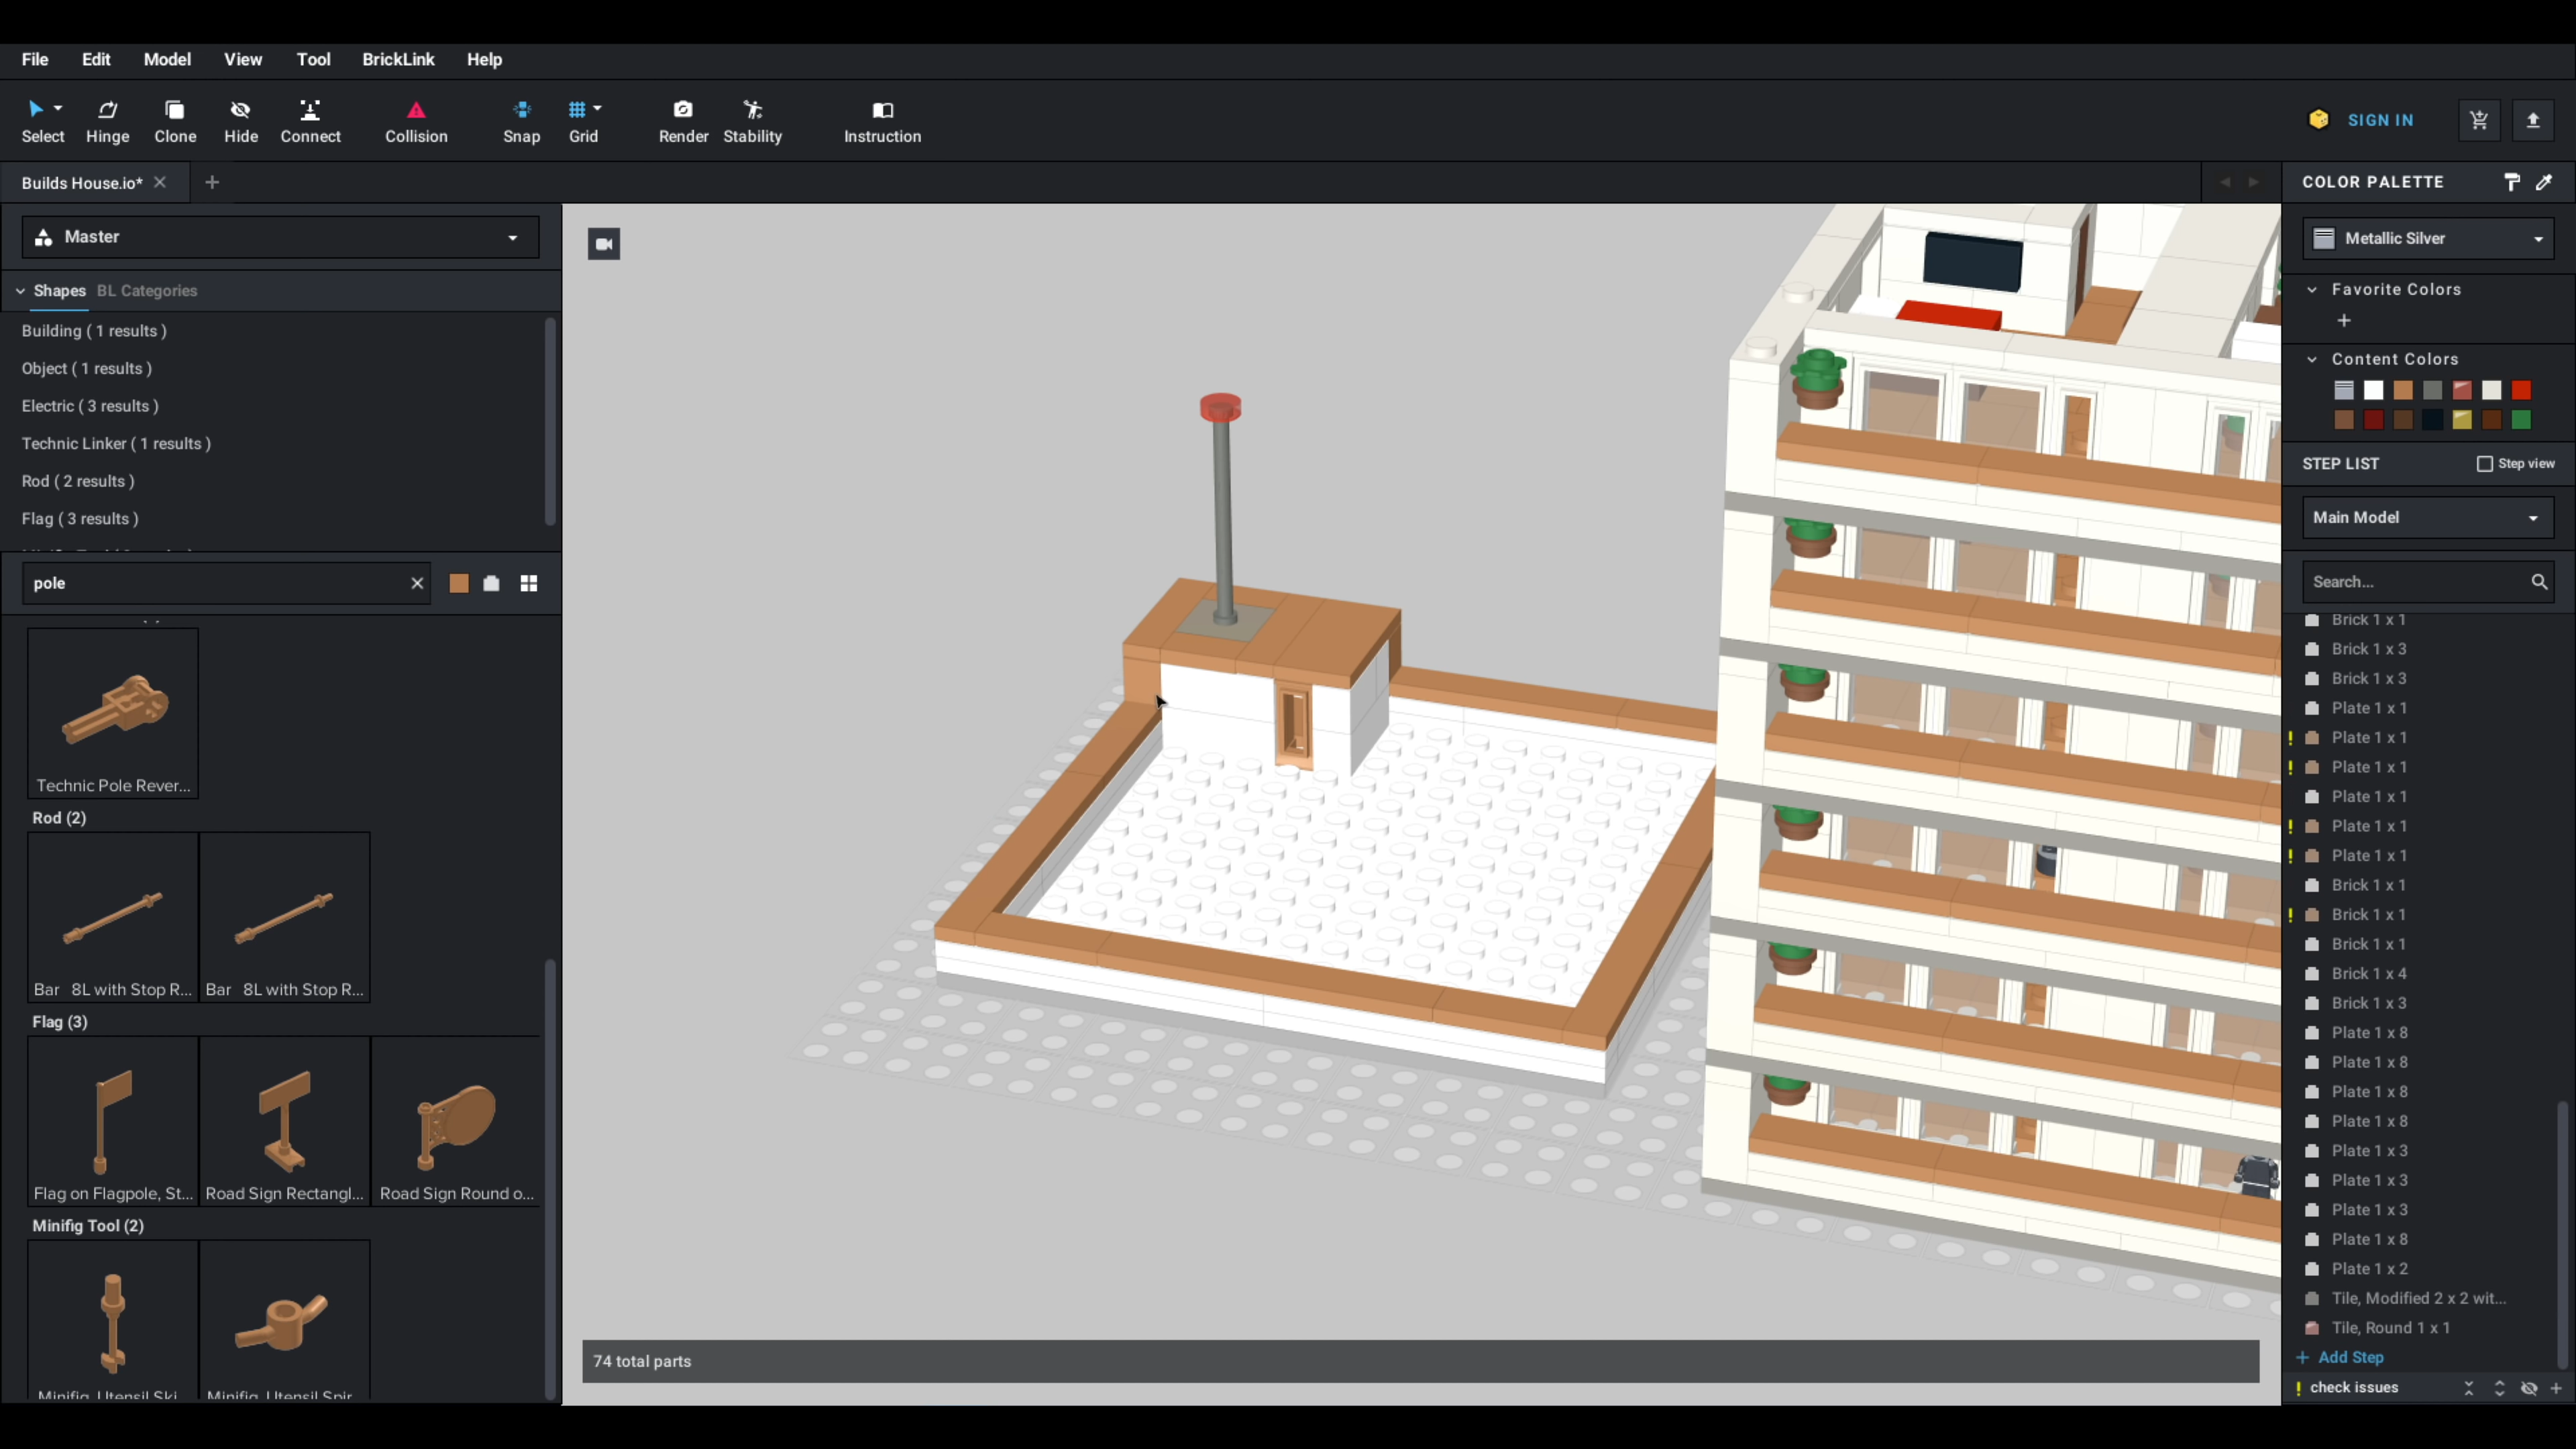 File Edit Model View Tool BrickLink Help
Select Hinge Clone Hide Connect Collision Snap Grid Render Stability Instruction SIGN IN
Builds House.io*
Master
Shapes BL Categories
Building ( 1 results )
Object ( 1 results )
Electric ( 3 results )
Technic Linker ( 1 results )
Rod ( 2 results )
Flag ( 3 results )
pole
Technic Pole Rever...
Rod (2)
Bar 8L with Stop R... Bar 8L with Stop R...
Flag (3)
Flag on Flagpole, St... Road Sign Rectangl... Road Sign Round o...
Minifig Tool (2)
Minifig, Utensil Ski... Minifig, Utensil Spir...
74 total parts
COLOR PALETTE
Metallic Silver
Favorite Colors
Content Colors
STEP LIST Step view
Main Model
Search...
Brick 1 x 1
Brick 1 x 3
Brick 1 x 3
Plate 1 x 1
! Plate 1 x 1
! Plate 1 x 1
Plate 1 x 1
! Plate 1 x 1
! Plate 1 x 1
Brick 1 x 1
! Brick 1 x 1
Brick 1 x 1
Brick 1 x 4
Brick 1 x 3
Plate 1 x 8
Plate 1 x 8
Plate 1 x 8
Plate 1 x 8
Plate 1 x 3
Plate 1 x 3
Plate 1 x 3
Plate 1 x 8
Plate 1 x 2
Tile, Modified 2 x 2 wit...
Tile, Round 1 x 1
+ Add Step
! check issues